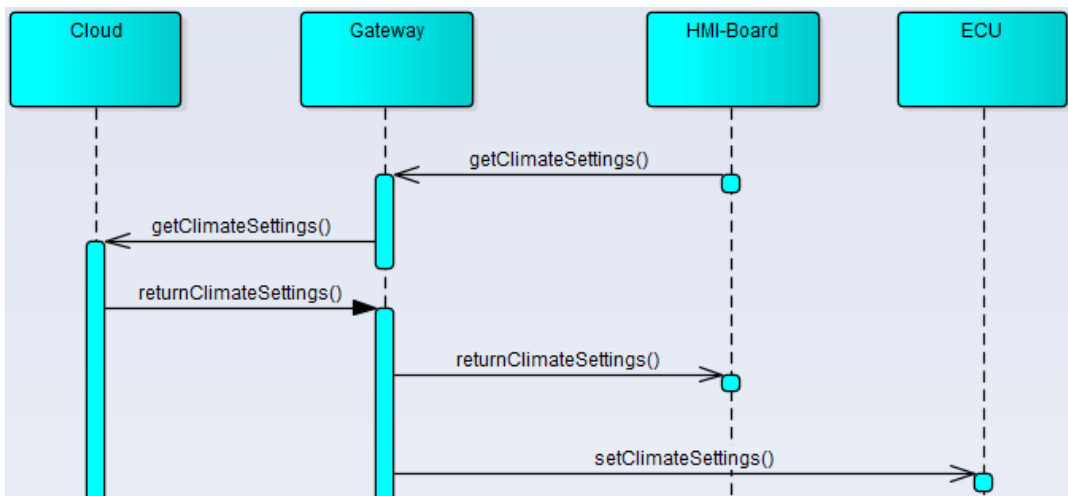 Cloud
Gateway
HMI-Board
ECU
getClimateSettings()
getClimateSettings()
returnClimateSettings()
returnClimateSettings()
setClimateSettings()